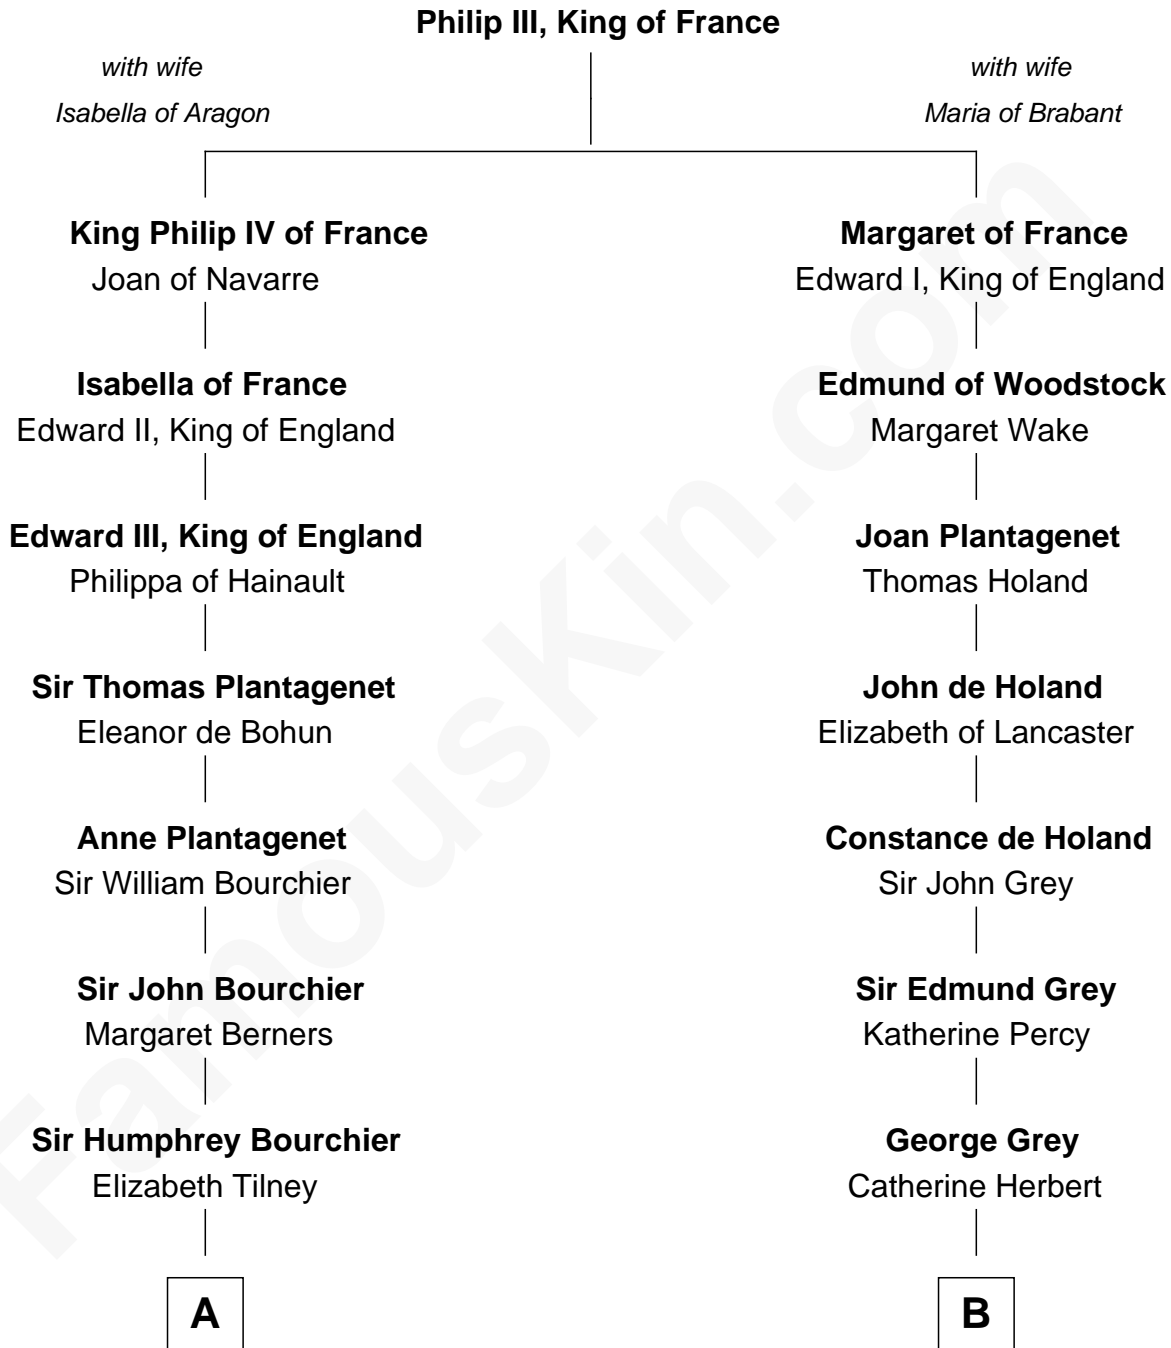 Philip III, King of France
with wife
Isabella of Aragon
with wife
Maria of Brabant
King Philip IV of France
Joan of Navarre
Margaret of France
Edward I, King of England
Isabella of France
Edward II, King of England
Edmund of Woodstock
Margaret Wake
Edward III, King of England
Philippa of Hainault
Joan Plantagenet
Thomas Holand
Sir Thomas Plantagenet
Eleanor de Bohun
John de Holand
Elizabeth of Lancaster
Anne Plantagenet
Sir William Bourchier
Constance de Holand
Sir John Grey
Sir John Bourchier
Margaret Berners
Sir Edmund Grey
Katherine Percy
Sir Humphrey Bourchier
Elizabeth Tilney
George Grey
Catherine Herbert
A
B
FamousKin.com